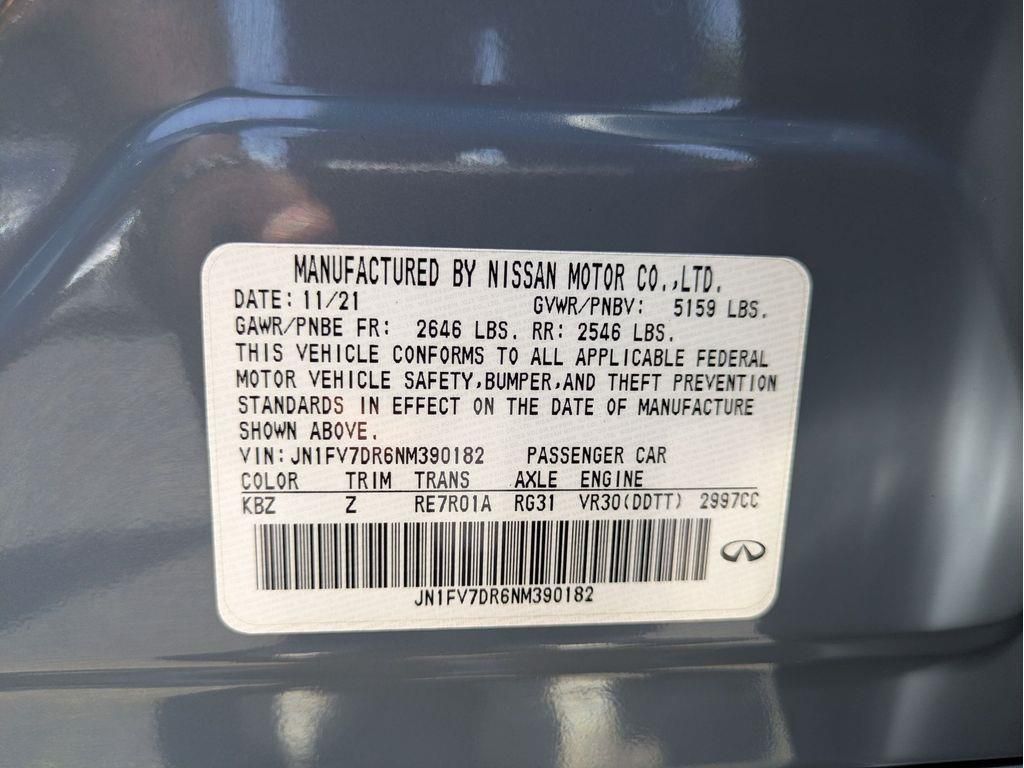 MANUFACTURED BY NISSAN MOTOR CO.,LTD.
DATE: 11/21 GVWR/PNBV: 5159 LBS.
GAWR/PNBE FR: 2646 LBS. RR: 2546 LBS.
THIS VEHICLE CONFORMS TO ALL APPLICABLE FEDERAL
MOTOR VEHICLE SAFETY,BUMPER,AND THEFT PREVENTION
STANDARDS IN EFFECT ON THE DATE OF MANUFACTURE
SHOWN ABOVE.
VIN:JN1FV7DR6NM390182 PASSENGER CAR
COLOR TRIM TRANS AXLE ENGINE
KBZ Z RE7R01A RG31 VR30(DDTT) 2997CC
JN1FV7DR6NM390182